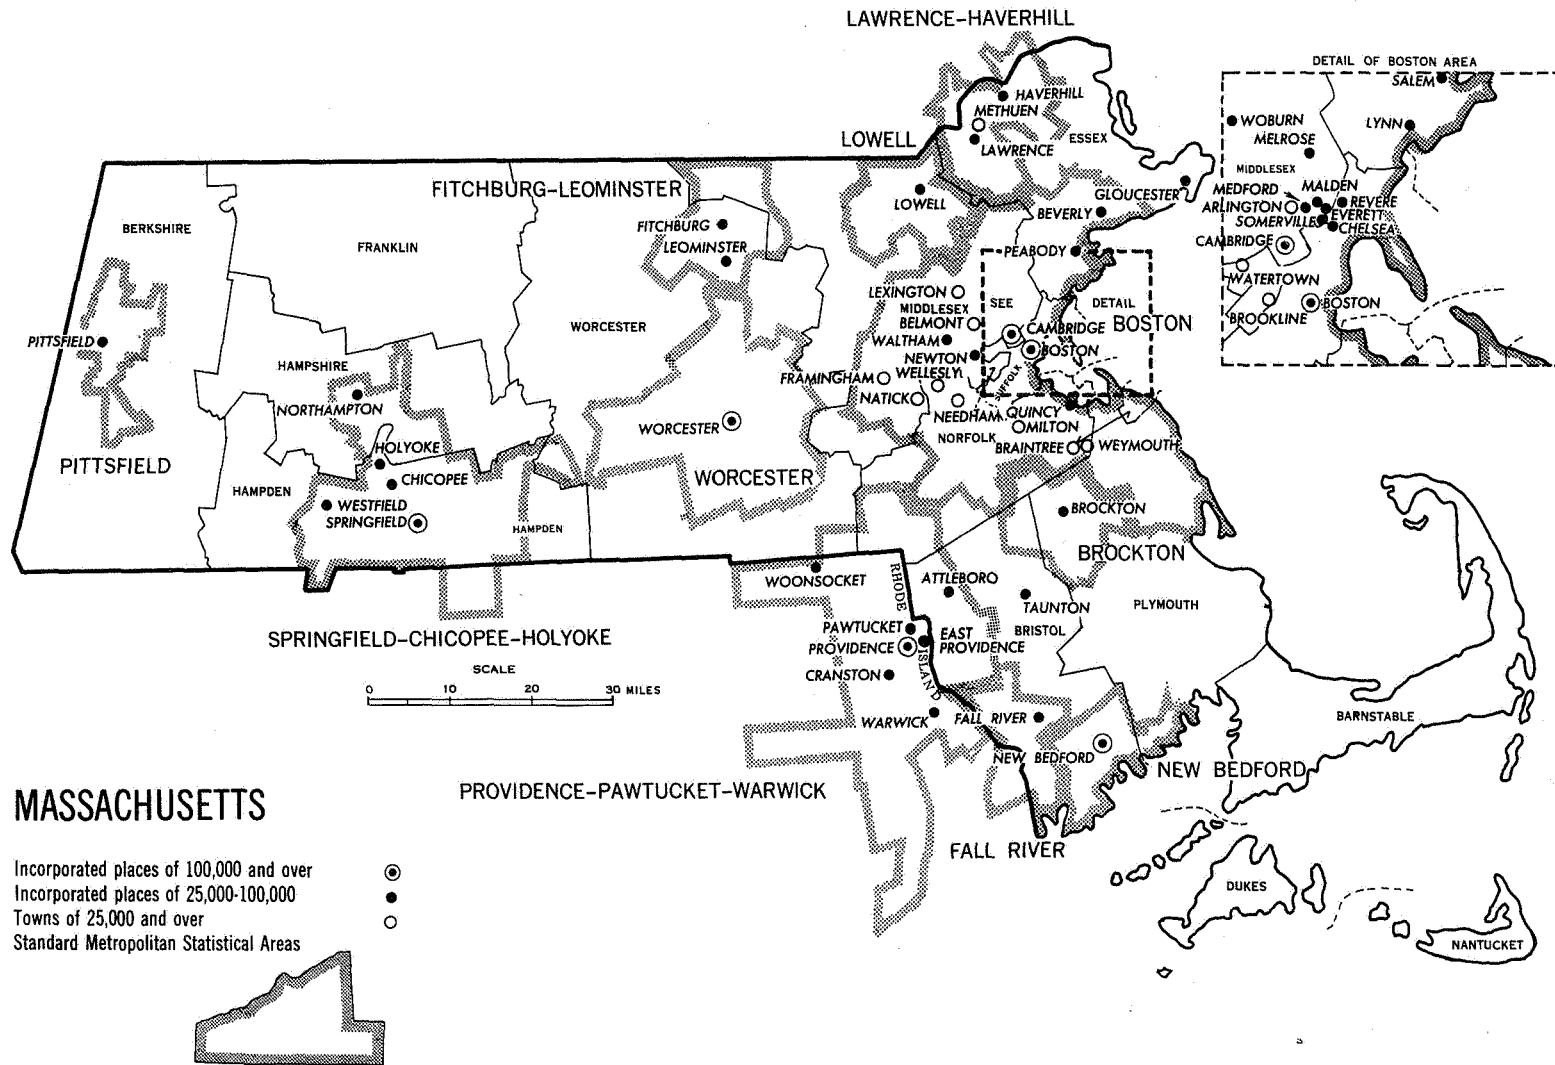 LAWRENCE-HAVERHILL
DETAIL OF BOSTON AREA
SALEM
HAVERHILL
METHUEN
ESSEX
LAWRENCE
LOWELL
WOBURN
MELROSE
LYNN
MIDDLESEX
MEDFORD
MALDEN
ARLINGTON
REVERE
SOMERVILLE
EVERETT
CHELSEA
CAMBRIDGE
WATERTOWN
BROOKLINE
BOSTON
FITCHBURG-LEOMINSTER
LOWELL
GLOUCESTER
BEVERLY
PEABODY
BERKSHIRE
FRANKLIN
FITCHBURG
LEOMINSTER
WORCESTER
LEXINGTON
SEE
DETAIL
MIDDLESEX
BELMONT
CAMBRIDGE
BOSTON
WALTHAM
BOSTON
NEWTON
WELLESLY
FRAMINGHAM
NATICK
NEEDHAM
QUINCY
MILTON
NORFOLK
BRAINTREE
WEYMOUTH
PITTSFIELD
HAMPSHIRE
NORTHAMPTON
WORCESTER
HOLYOKE
PITTSFIELD
CHICOPEE
WORCESTER
HAMPDEN
WESTFIELD
SPRINGFIELD
HAMPDEN
BROCKTON
BROCKTON
WOONSOCKET
RHODE
ISLAND
ATTLEBORO
TAUNTON
PLYMOUTH
BRISTOL
PAWTUCKET
EAST
PROVIDENCE
PROVIDENCE
CRANSTON
WARWICK
FALL RIVER
NEW BEDFORD
NEW BEDFORD
BARNSTABLE
SPRINGFIELD-CHICOPEE-HOLYOKE
SCALE
0 10 20 30 MILES
PROVIDENCE-PAWTUCKET-WARWICK
FALL RIVER
DUKES
NANTUCKET
MASSACHUSETTS
Incorporated places of 100,000 and over
Incorporated places of 25,000-100,000
Towns of 25,000 and over
Standard Metropolitan Statistical Areas